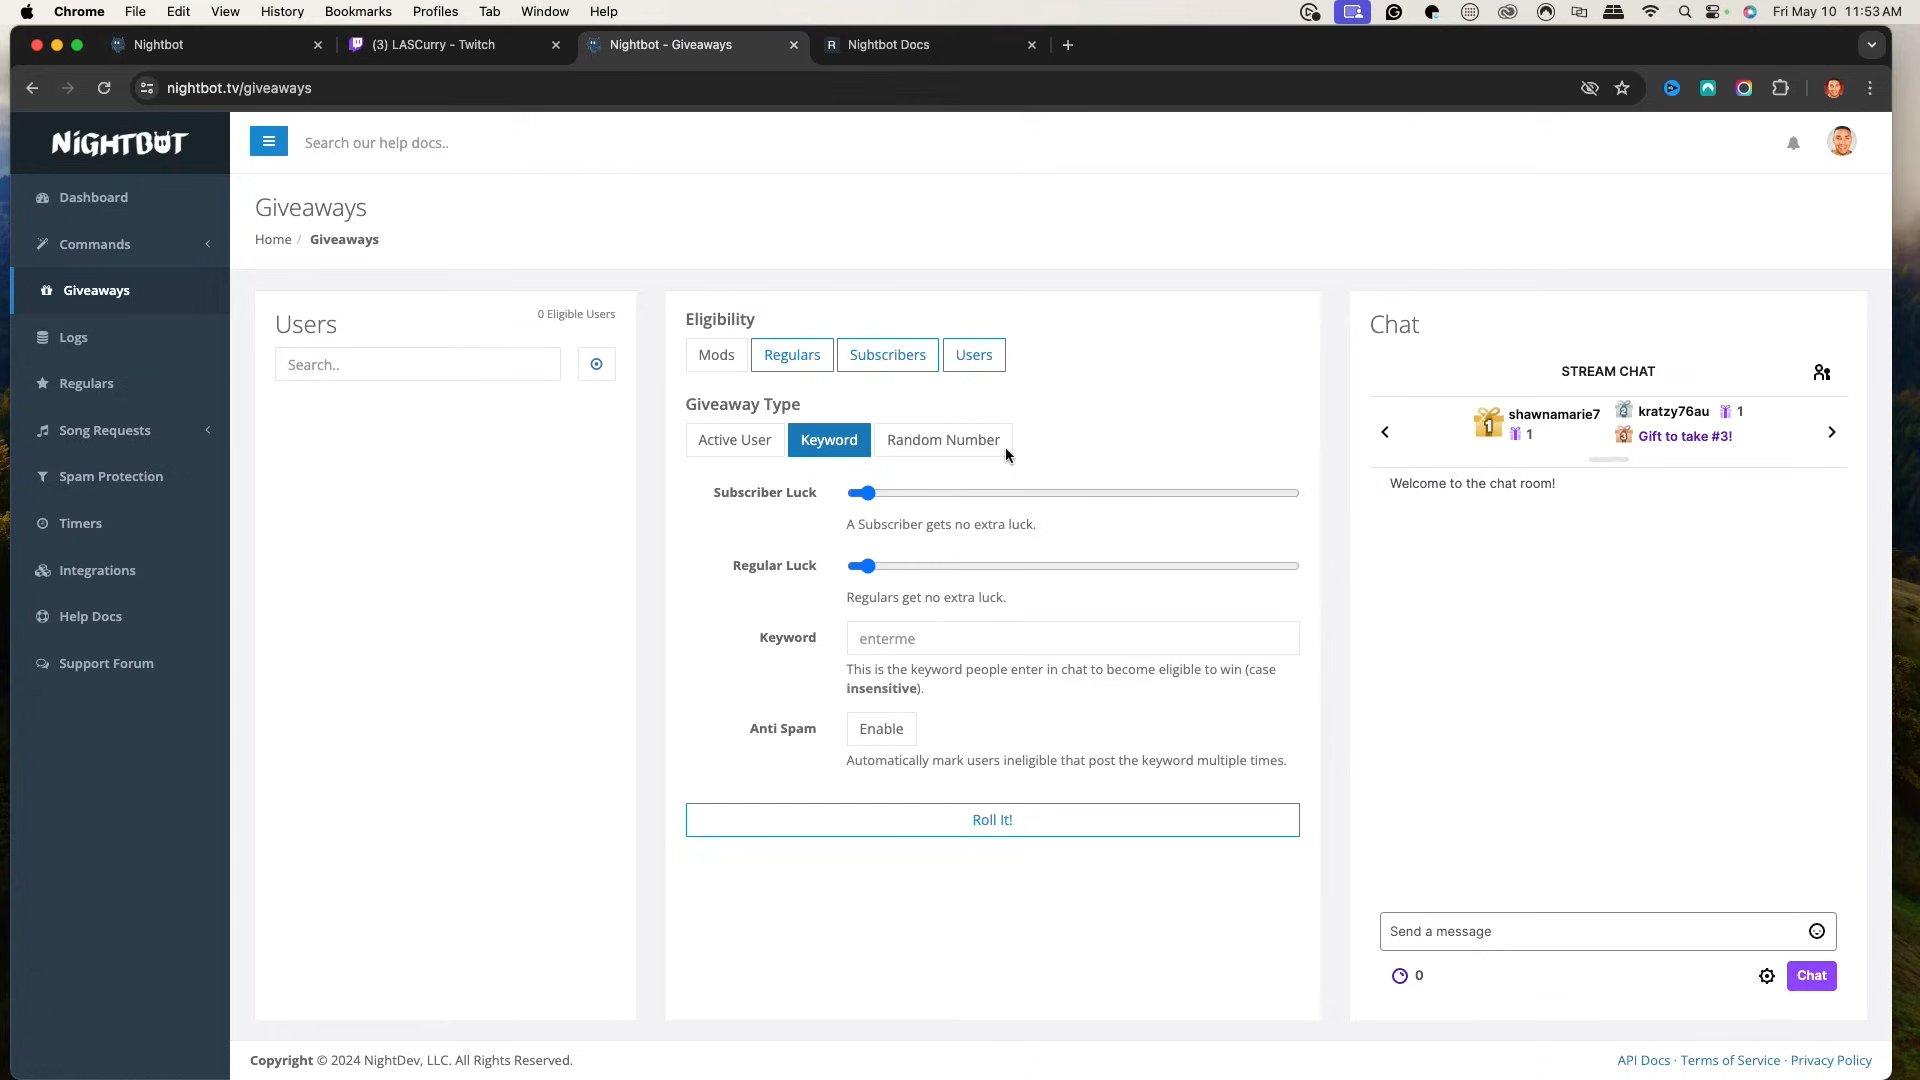 Chrome File Edit View History Bookmarks Profiles Tab Window Help Fri May 10 11:53 AM
Nightbot (3) LASCurry - Twitch Nightbot - Giveaways R Nightbot Docs
nightbot.tv/giveaways
NIGHTBOT
Search our help docs..
Dashboard
Commands
Giveaways
Logs
Regulars
Song Requests
Spam Protection
Timers
Integrations
Help Docs
Support Forum
Giveaways
Home / Giveaways
Users
0 Eligible Users
Search..
Eligibility
Mods Regulars Subscribers Users
Giveaway Type
Active User Keyword Random Number
Subscriber Luck
A Subscriber gets no extra luck.
Regular Luck
Regulars get no extra luck.
Keyword enterme
This is the keyword people enter in chat to become eligible to win (case
insensitive).
Anti Spam Enable
Automatically mark users ineligible that post the keyword multiple times.
Roll It!
Chat
STREAM CHAT
1 shawnamarie7 1
2 kratzy76au 1
3 Gift to take #3!
Welcome to the chat room!
Send a message
0 Chat
Copyright © 2024 NightDev, LLC. All Rights Reserved.
API Docs · Terms of Service · Privacy Policy